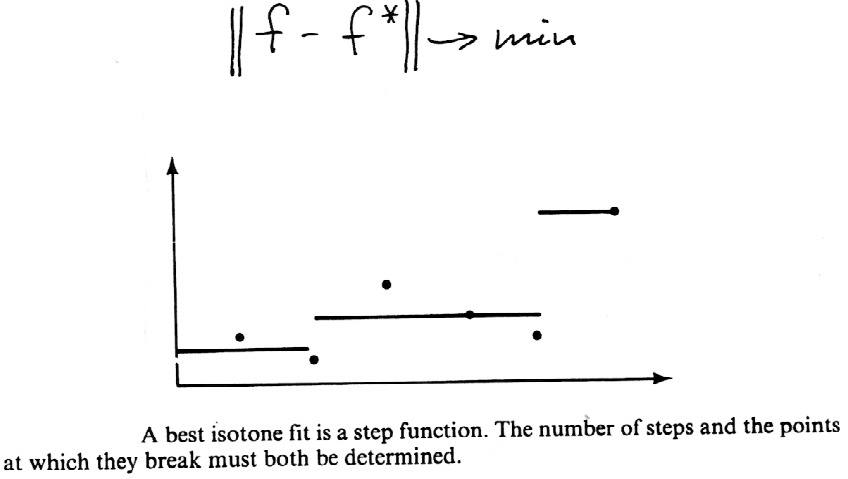 ‖f - f*‖ → min
A best isotone fit is a step function. The number of steps and the points
at which they break must both be determined.